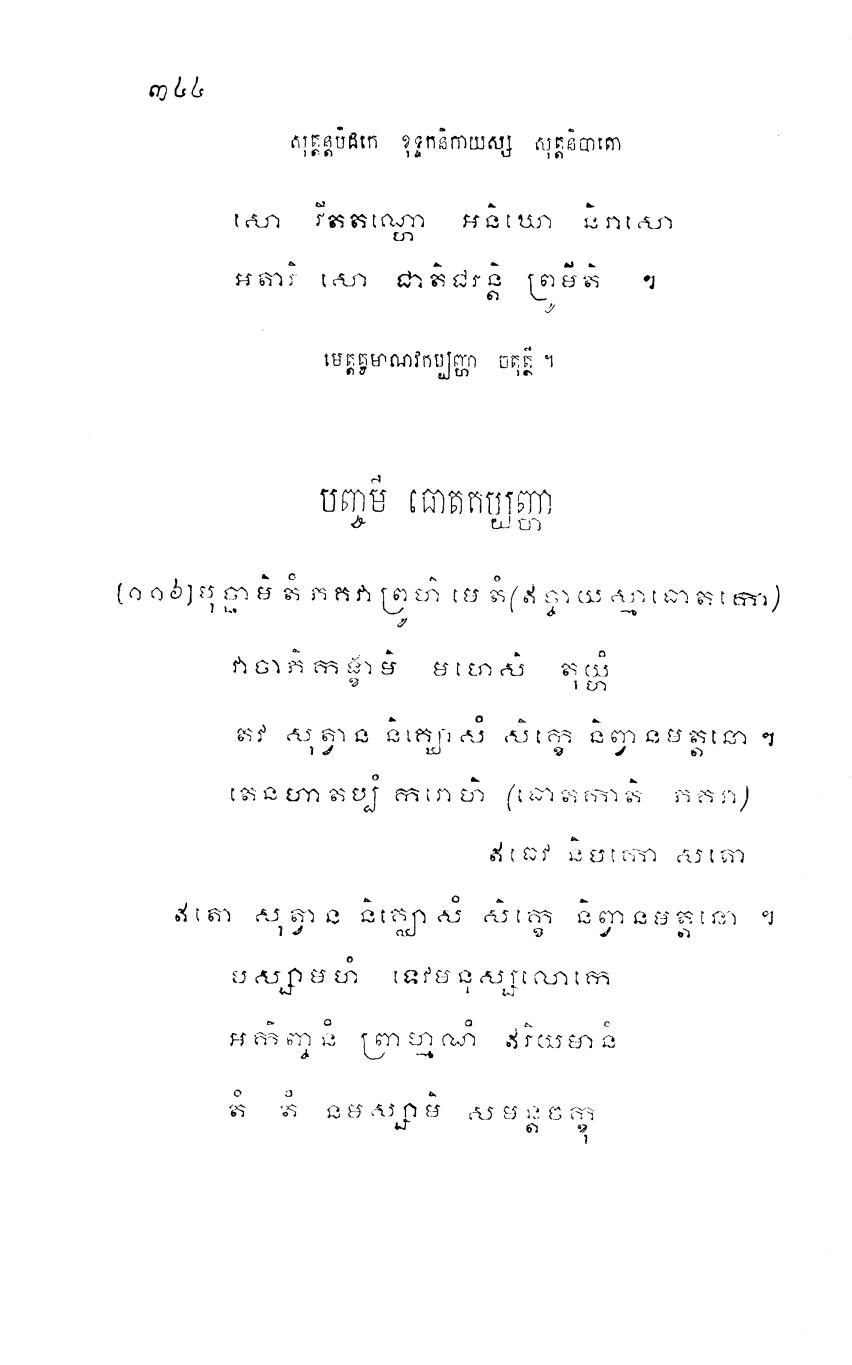 ៣៤៤
សុត្តន្តបិដកេ ខុទ្ទកនិកាយស្ស សុត្តនិបាតោ
សោ វីតតណ្ហោ អនិឃោ និរាសោ
អតារិ សោ ជាតិជរន្តិ ព្រូមីតិ ។
មេត្តគូមាណវកប្បញ្ហា ចតុត្ថី ។
បញ្ចមី ធោតកប្បញ្ហា
[១១៦] បុច្ឆាមិ តំ ភគវា ព្រូហិ មេតំ (ឥច្ចាយស្មា ធោតកោ)
វាចាភិកង្ខាមិ មហេសិ តុយ្ហំ
តវ សុត្វាន និគ្ឃោសំ សិក្ខេ និព្វានមត្តនោ ។
តេនហាតប្បំ ករោហិ (ធោតកាតិ ភគវា)
ឥធេវ និបកោ សតោ
ឥតោ សុត្វាន និគ្ឃោសំ សិក្ខេ និព្វានមត្តនោ ។
បស្សាមហំ ទេវមនុស្សលោកេ
អកិញ្ចនំ ព្រាហ្មណំ ឥរិយមានំ
តំ តំ នមស្សាមិ សមន្តចក្ខុ